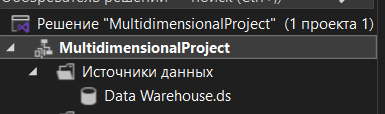 Решение "MultidimensionalProject" (1 проекта 1)
MultidimensionalProject
Источники данных
Data Warehouse.ds